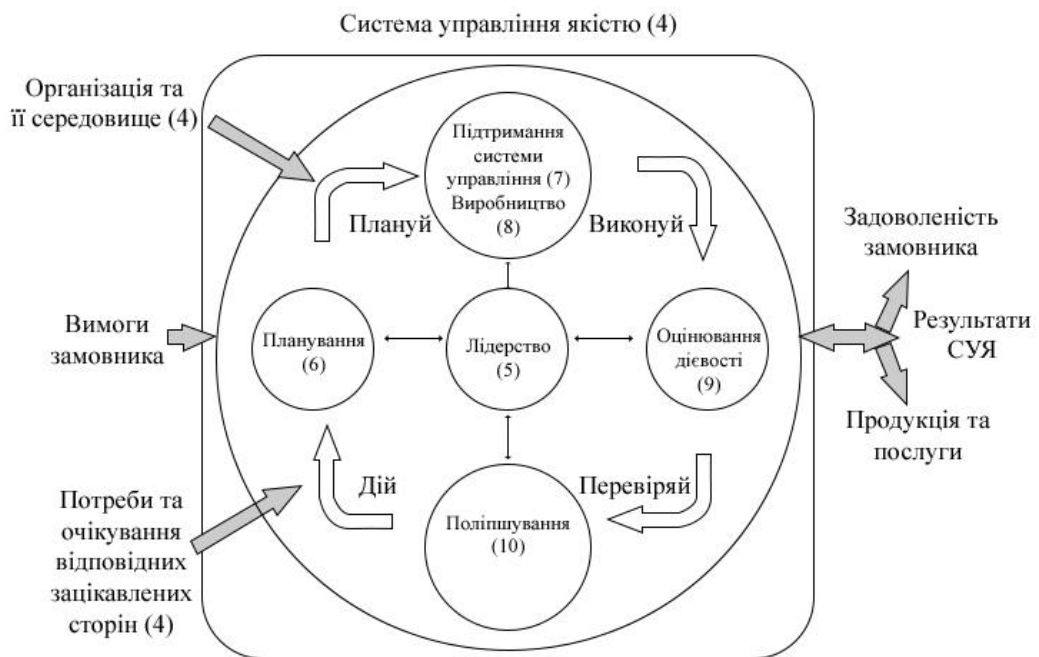 Система управління якістю (4)
Організація та
її середовище (4)
Підтримання
системи
управління (7)
Виробництво
(8)
Плануй
Виконуй
Задоволеність
замовника
Вимоги
замовника
Планування
(6)
Лідерство
(5)
Оцінювання
дієвості
(9)
Результати
СУЯ
Продукція та
послуги
Дій
Перевіряй
Потреби та
очікування
відповідних
зацікавлених
сторін (4)
Поліпшування
(10)